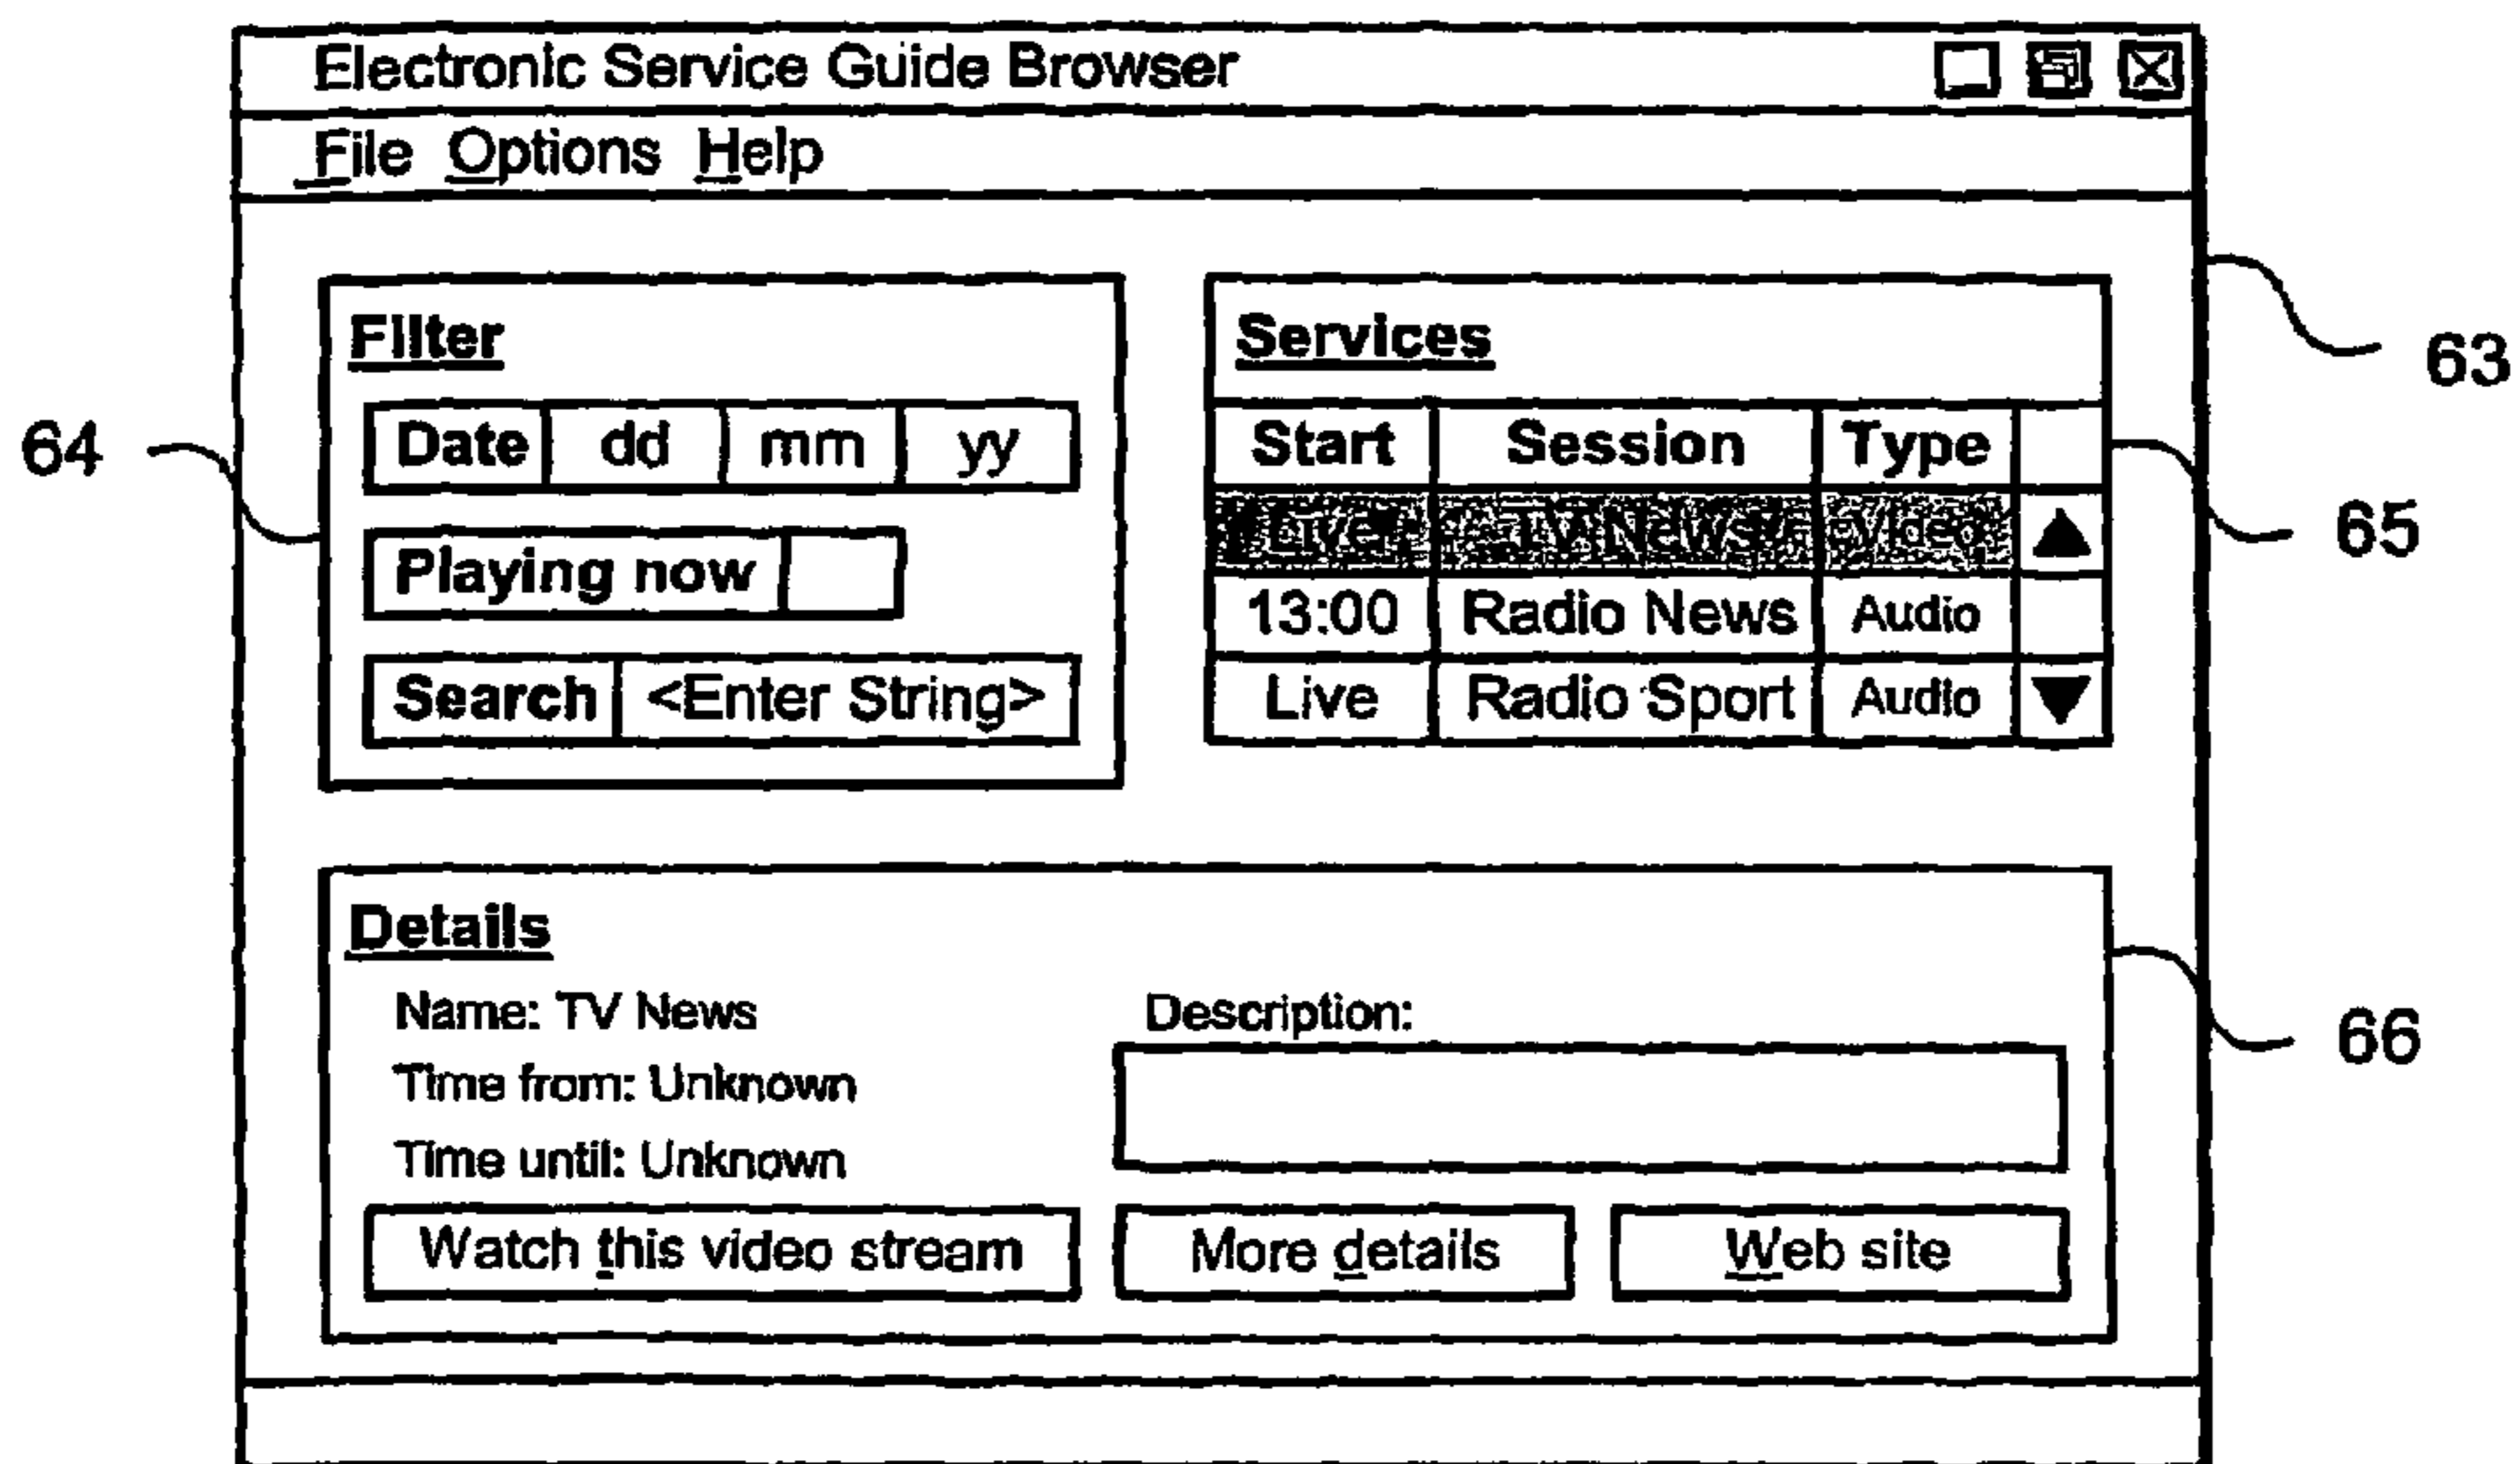 Electronic Service Guide Browser
File Options Help
Filter
Date dd mm yy
Playing now
Search <Enter String>
64
Services
Start Session Type
Live TV News Video
13:00 Radio News Audio
Live Radio Sport Audio
63
65
Details
Name: TV News
Time from: Unknown
Time until: Unknown
Description:
Watch this video stream
More details
Web site
66